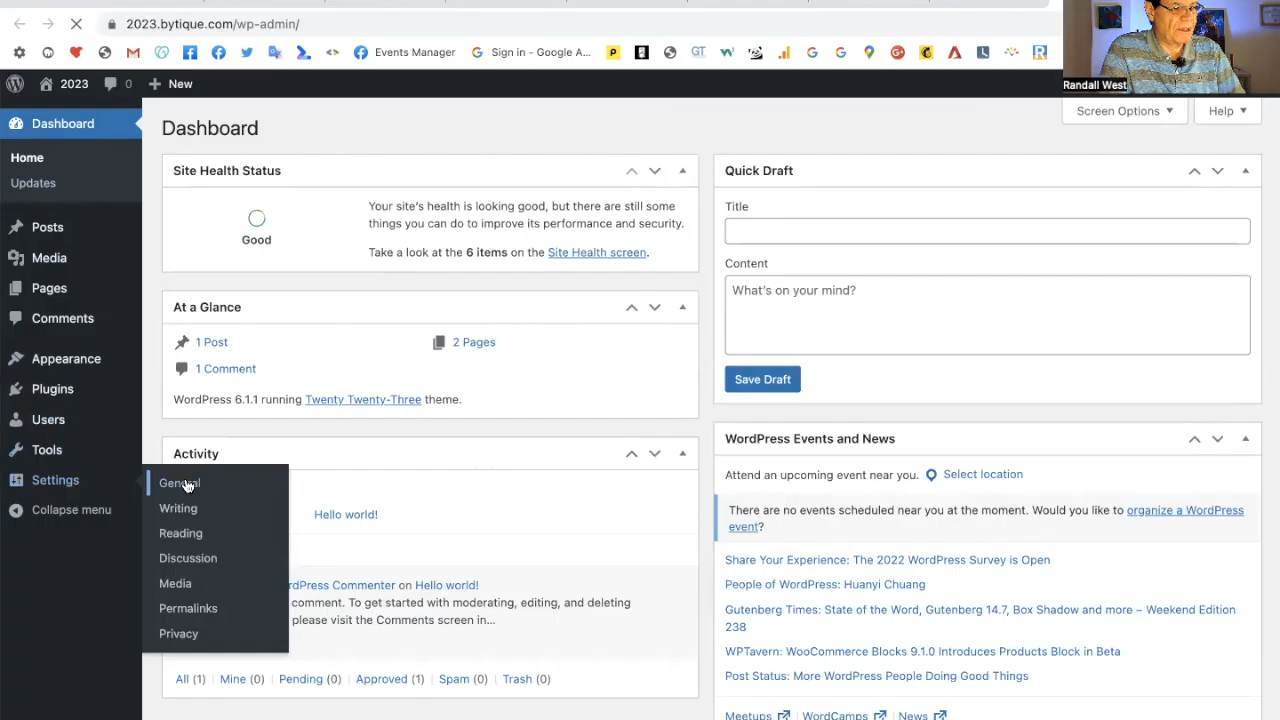 2023.bytique.com/wp-admin/
Events Manager
Sign in - Google A...
GT
Randall West
2023
0
New
Screen Options
Help
Dashboard
Home
Updates
Posts
Media
Pages
Comments
Appearance
Plugins
Users
Tools
Settings
Collapse menu
General
Writing
Reading
Discussion
Media
Permalinks
Privacy
Dashboard
Site Health Status
Good
Your site's health is looking good, but there are still some
things you can do to improve its performance and security.
Take a look at the 6 items on the Site Health screen.
At a Glance
1 Post
2 Pages
1 Comment
WordPress 6.1.1 running Twenty Twenty-Three theme.
Activity
Hello world!
rdPress Commenter on Hello world!
comment. To get started with moderating, editing, and deleting
please visit the Comments screen in...
All (1) Mine (0) Pending (0) Approved (1) Spam (0) Trash (0)
Quick Draft
Title
Content
What's on your mind?
Save Draft
WordPress Events and News
Attend an upcoming event near you. Select location
There are no events scheduled near you at the moment. Would you like to organize a WordPress
event?
Share Your Experience: The 2022 WordPress Survey is Open
People of WordPress: Huanyi Chuang
Gutenberg Times: State of the Word, Gutenberg 14.7, Box Shadow and more – Weekend Edition
238
WPTavern: WooCommerce Blocks 9.1.0 Introduces Products Block in Beta
Post Status: More WordPress People Doing Good Things
Meetups WordCamps News